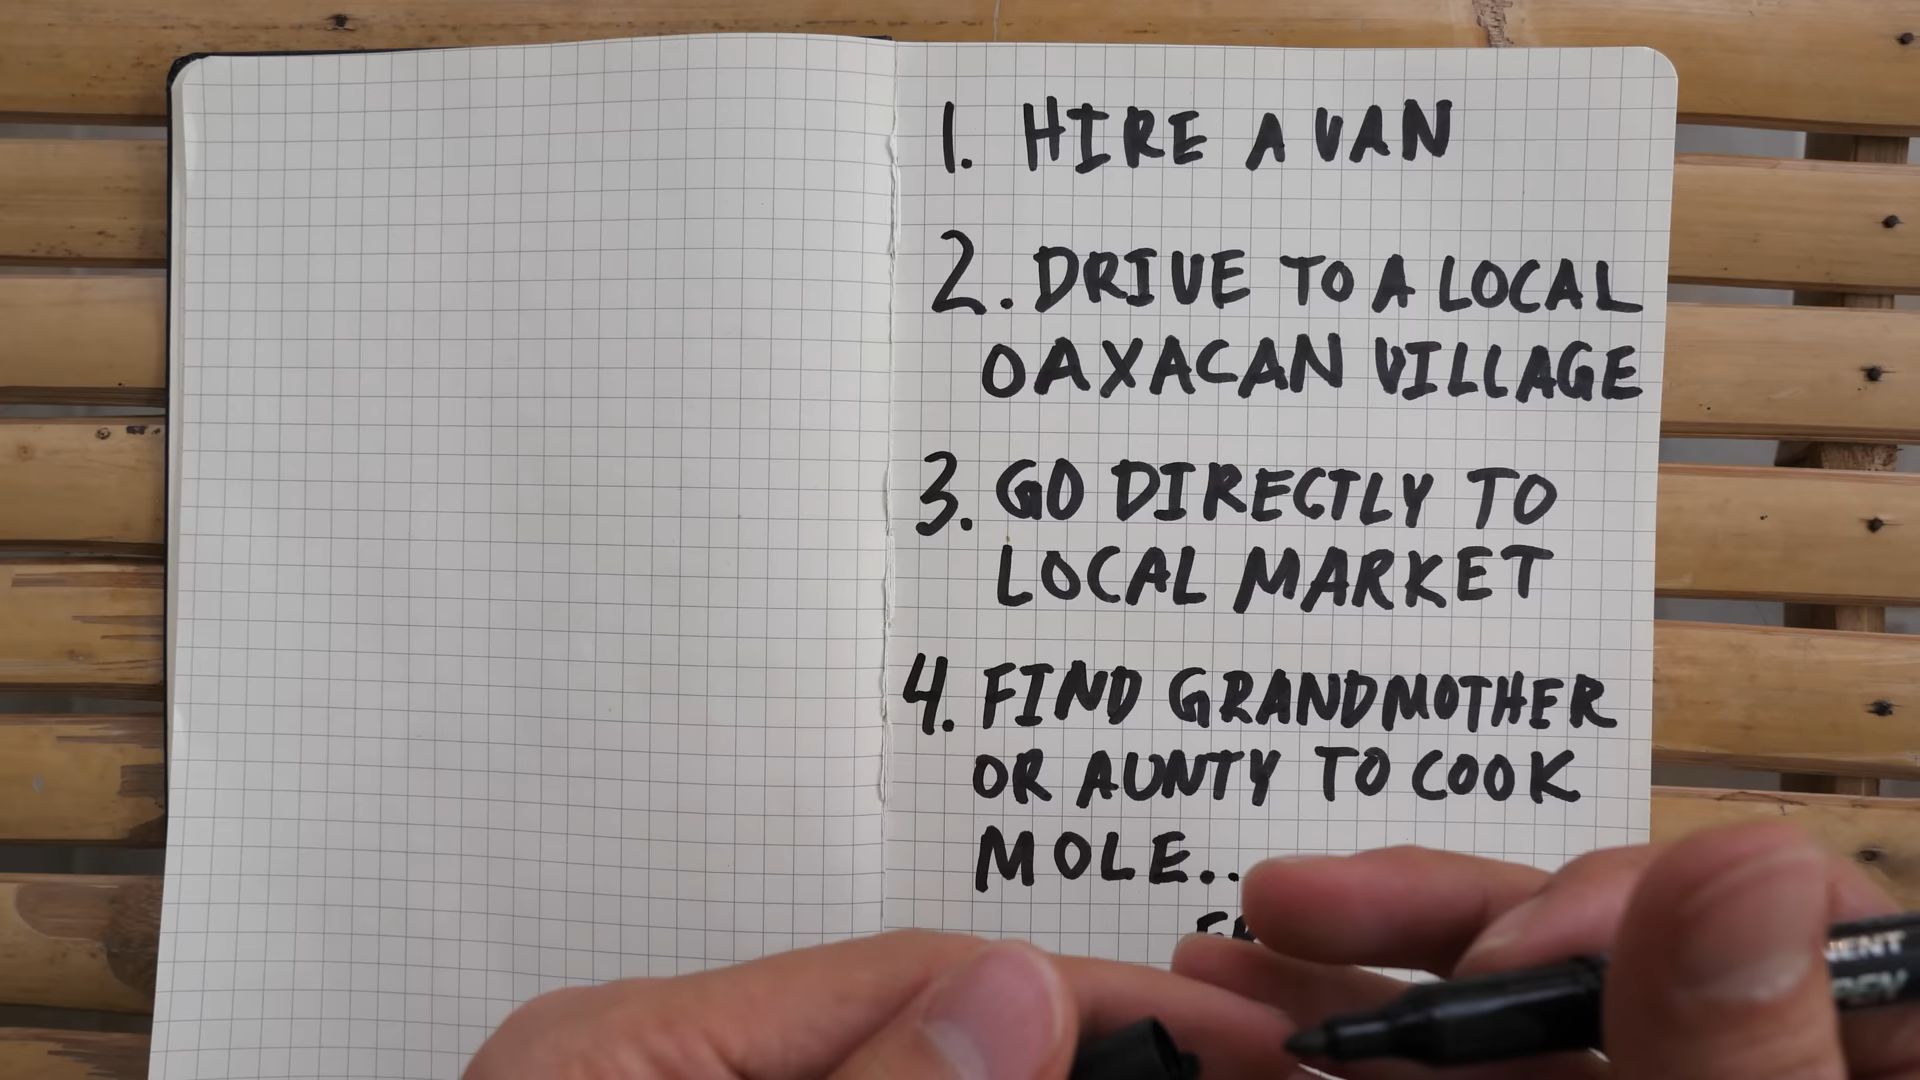 1. HIRE A VAN
2. DRIVE TO A LOCAL
OAXACAN VILLAGE
3. GO DIRECTLY TO
LOCAL MARKET
4. FIND GRANDMOTHER
OR AUNTY TO COOK
MOLE..